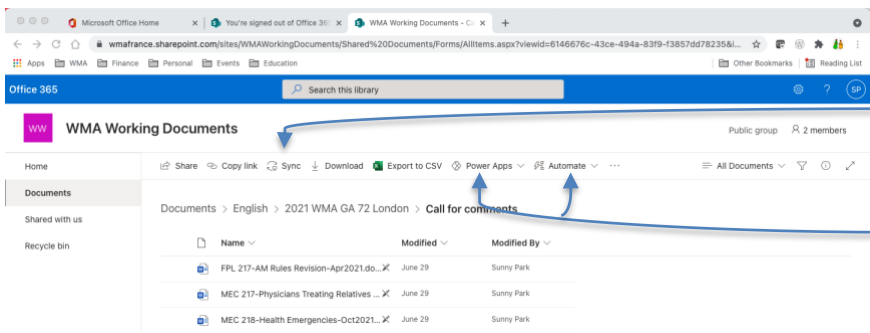 Microsoft Office Home × You're signed out of Office 365 × WMA Working Documents - Ca × +
wmafrance.sharepoint.com/sites/WMAWorkingDocuments/Shared%20Documents/Forms/AllItems.aspx?viewid=6146676c-43ce-494a-83f9-f3857dd78235&i...
Apps WMA Finance Personal Events Education Other Bookmarks Reading List
Office 365 Search this library ? SP
WW WMA Working Documents Public group 2 members
Home Share Copy link Sync Download Export to CSV Power Apps Automate ... All Documents
Documents
Documents > English > 2021 WMA GA 72 London > Call for comments
Shared with us
Recycle bin Name Modified Modified By
FPL 217-AM Rules Revision-Apr2021.do... June 29 Sunny Park
MEC 217-Physicians Treating Relatives ... June 29 Sunny Park
MEC 218-Health Emergencies-Oct2021... June 29 Sunny Park